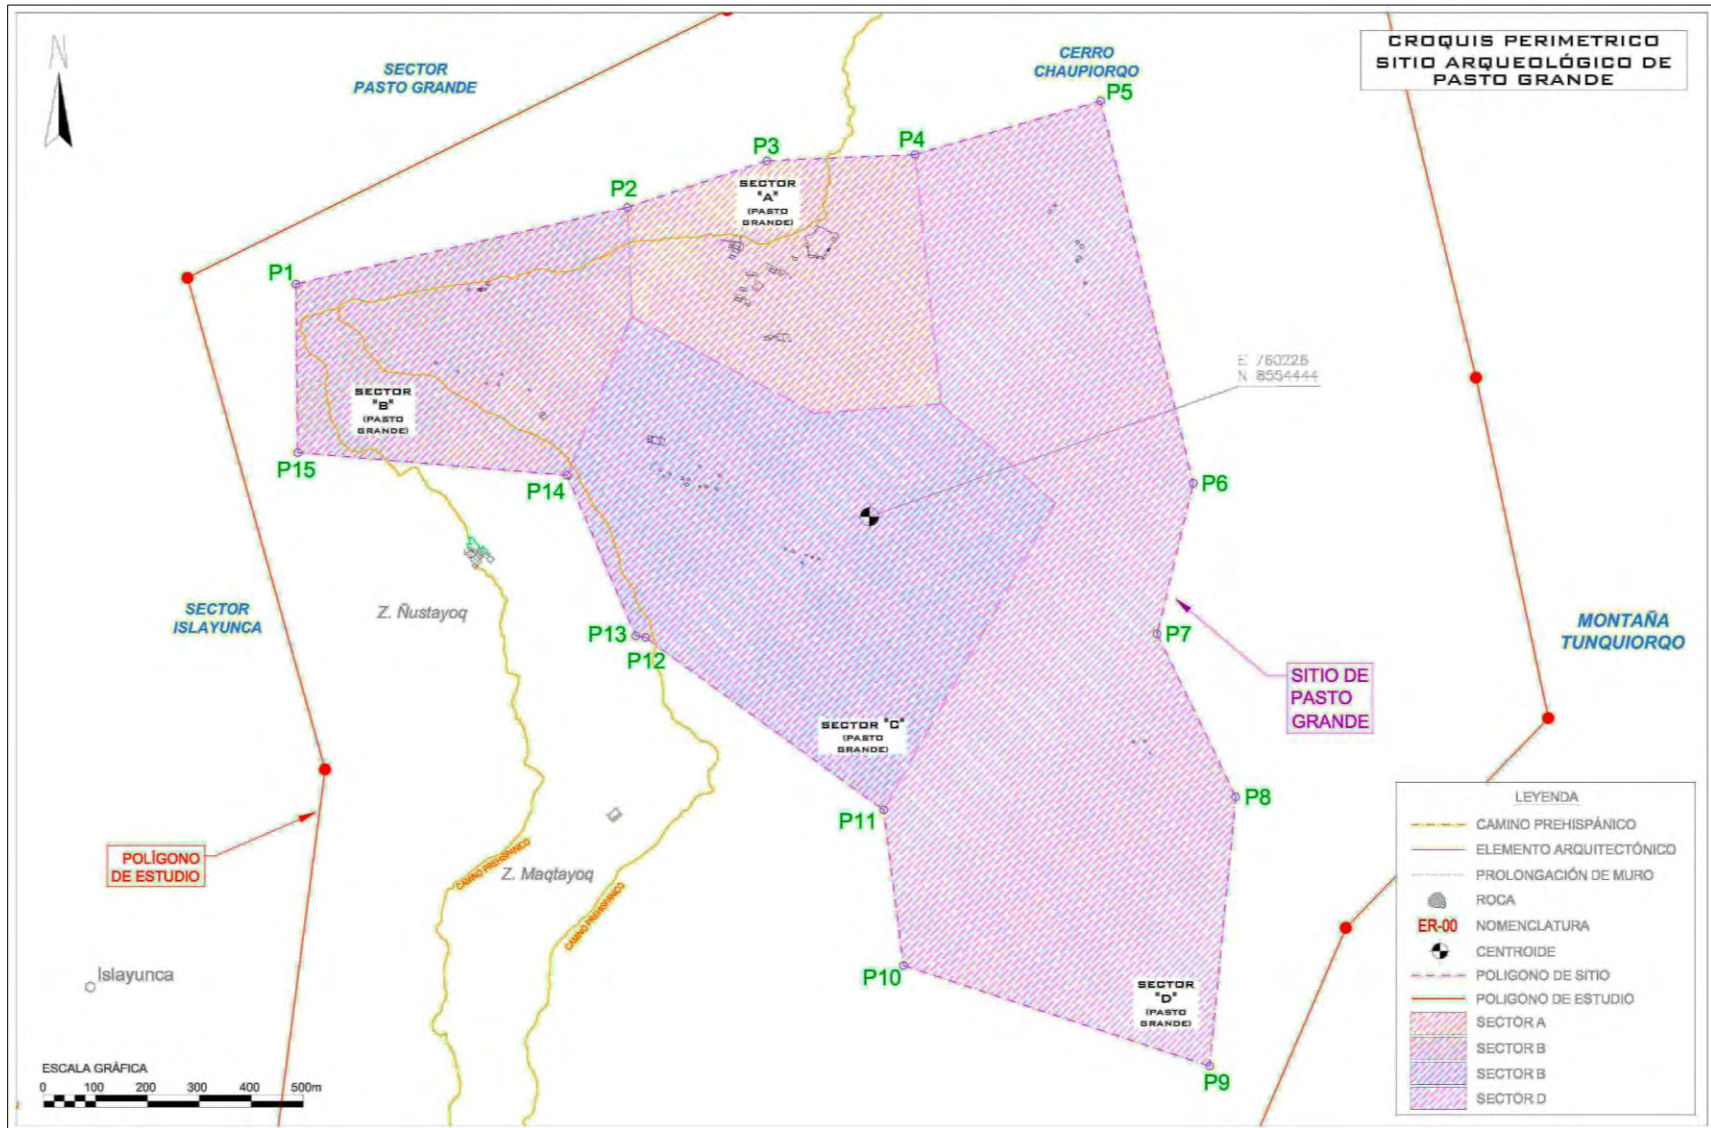 CROQUIS PERIMETRICO
SITIO ARQUEOLÓGICO DE
PASTO GRANDE
N
SECTOR
PASTO GRANDE
CERRO
CHAUPIORQO
P5
P4
P3
P2
P1
SECTOR
"A"
(PASTO
GRANDE)
E: 760226
N: 8554444
SECTOR
"B"
(PASTO
GRANDE)
P15
P14
P6
SECTOR
ISLAYUNCA
Z. Ñustayoq
P13
P12
P7
MONTAÑA
TUNQUIORQO
SITIO DE
PASTO
GRANDE
SECTOR "C"
(PASTO
GRANDE)
P8
P11
POLÍGONO
DE ESTUDIO
CAMINO PREHISPÁNICO
Z. Maqtayoq
CAMINO PREHISPÁNICO
P10
Islayunca
SECTOR
"D"
(PASTO
GRANDE)
P9
ESCALA GRÁFICA
0 100 200 300 400 500m
LEYENDA
CAMINO PREHISPÁNICO
ELEMENTO ARQUITECTÓNICO
PROLONGACIÓN DE MURO
ROCA
ER-00 NOMENCLATURA
CENTROIDE
POLIGONO DE SITIO
POLIGONO DE ESTUDIO
SECTOR A
SECTOR B
SECTOR B
SECTOR D